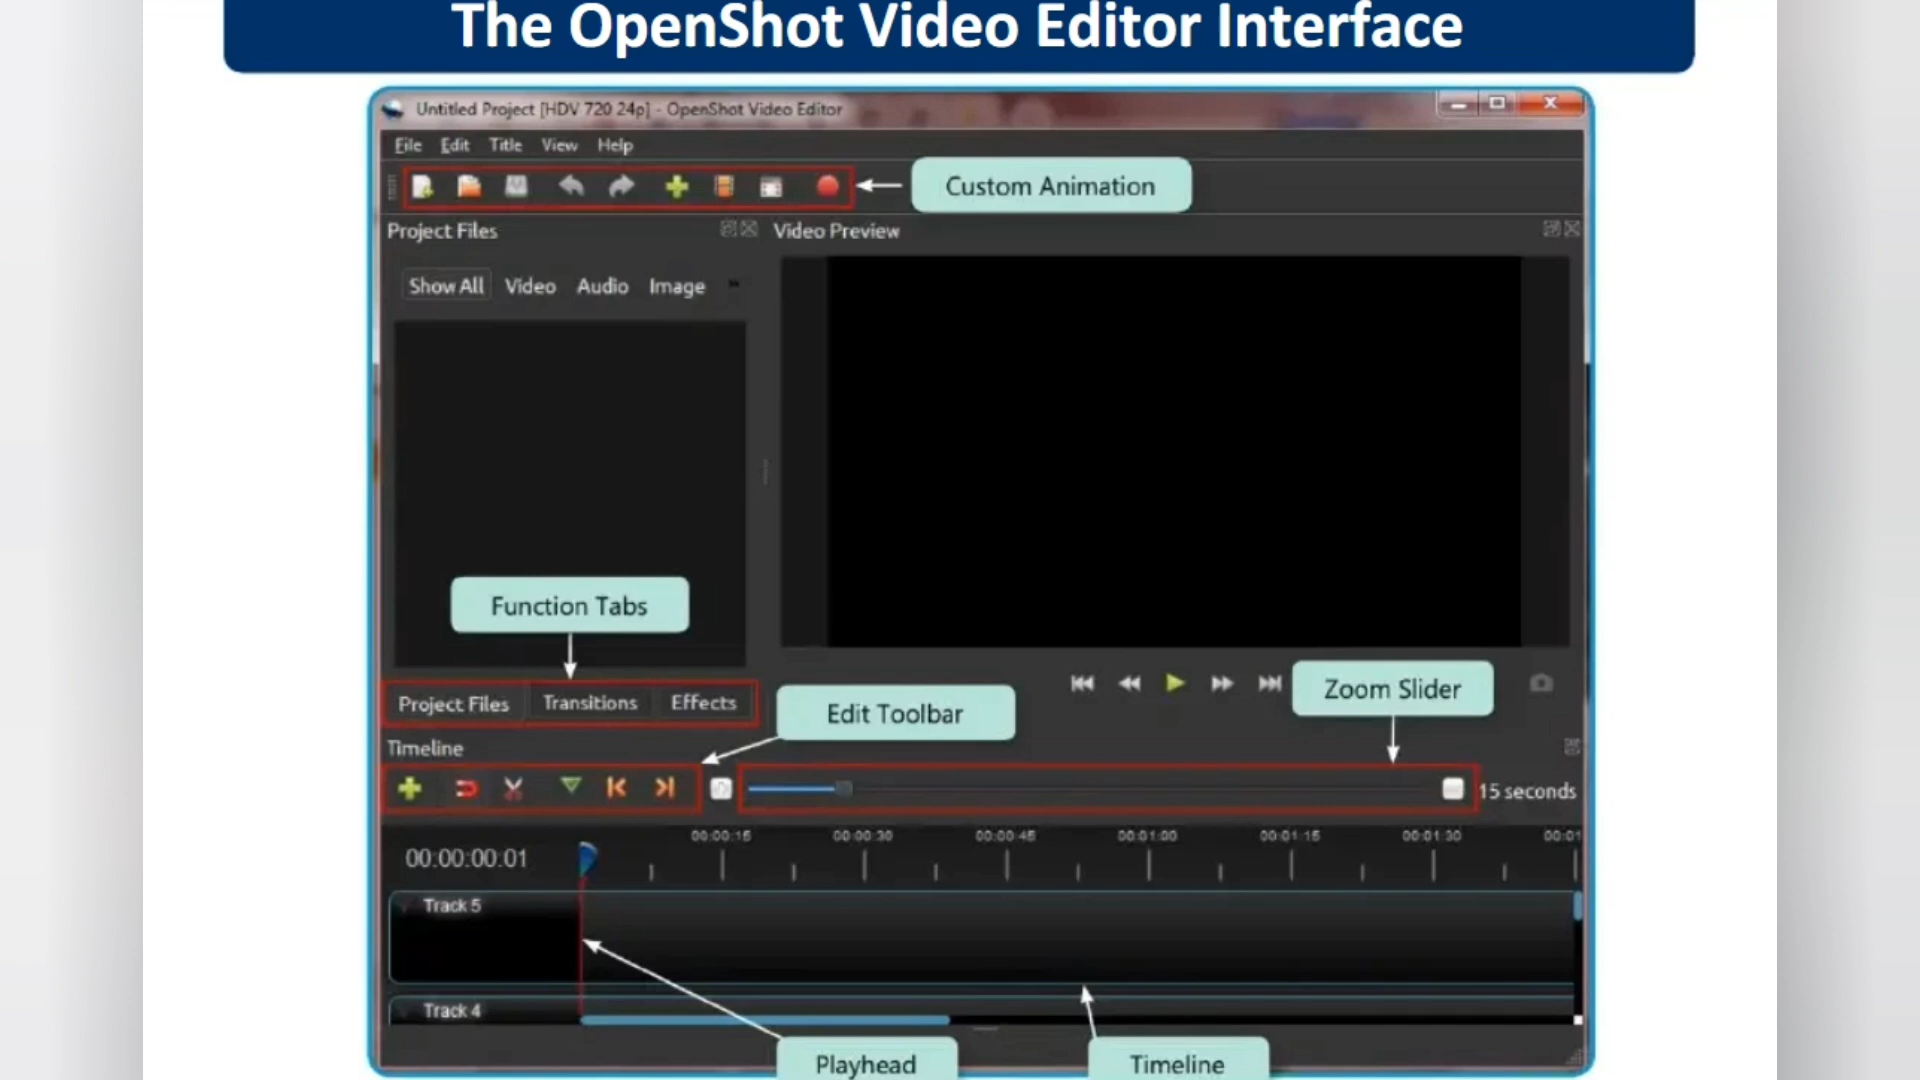 The OpenShot Video Editor Interface
Untitled Project [HDV 720 24p] - OpenShot Video Editor
File Edit Title View Help
Custom Animation
Project Files
Video Preview
Show All Video Audio Image »
Function Tabs
Project Files Transitions Effects
Edit Toolbar
Zoom Slider
Timeline
15 seconds
00:00:15 00:00:30 00:00:45 00:01:00 00:01:15 00:01:30 00:01
00:00:00:01
Track 5
Track 4
Playhead
Timeline